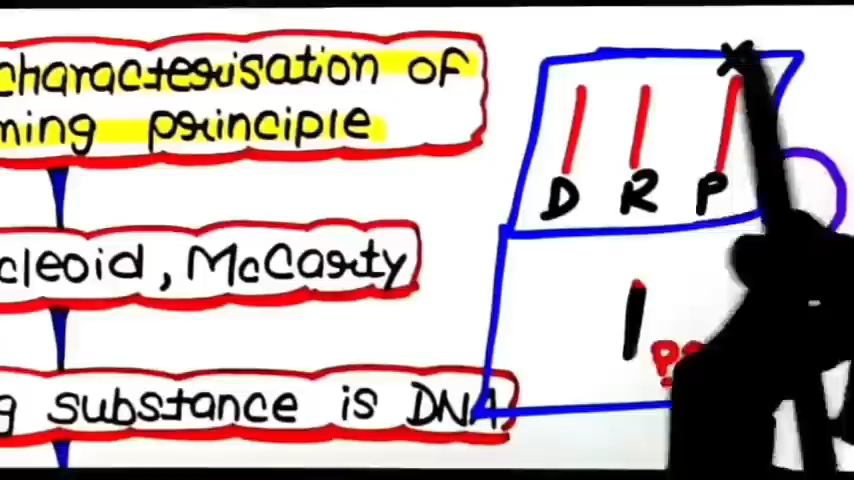 characterisation of
ming principle
cleoid, McCarty
g substance is DNA
D R P